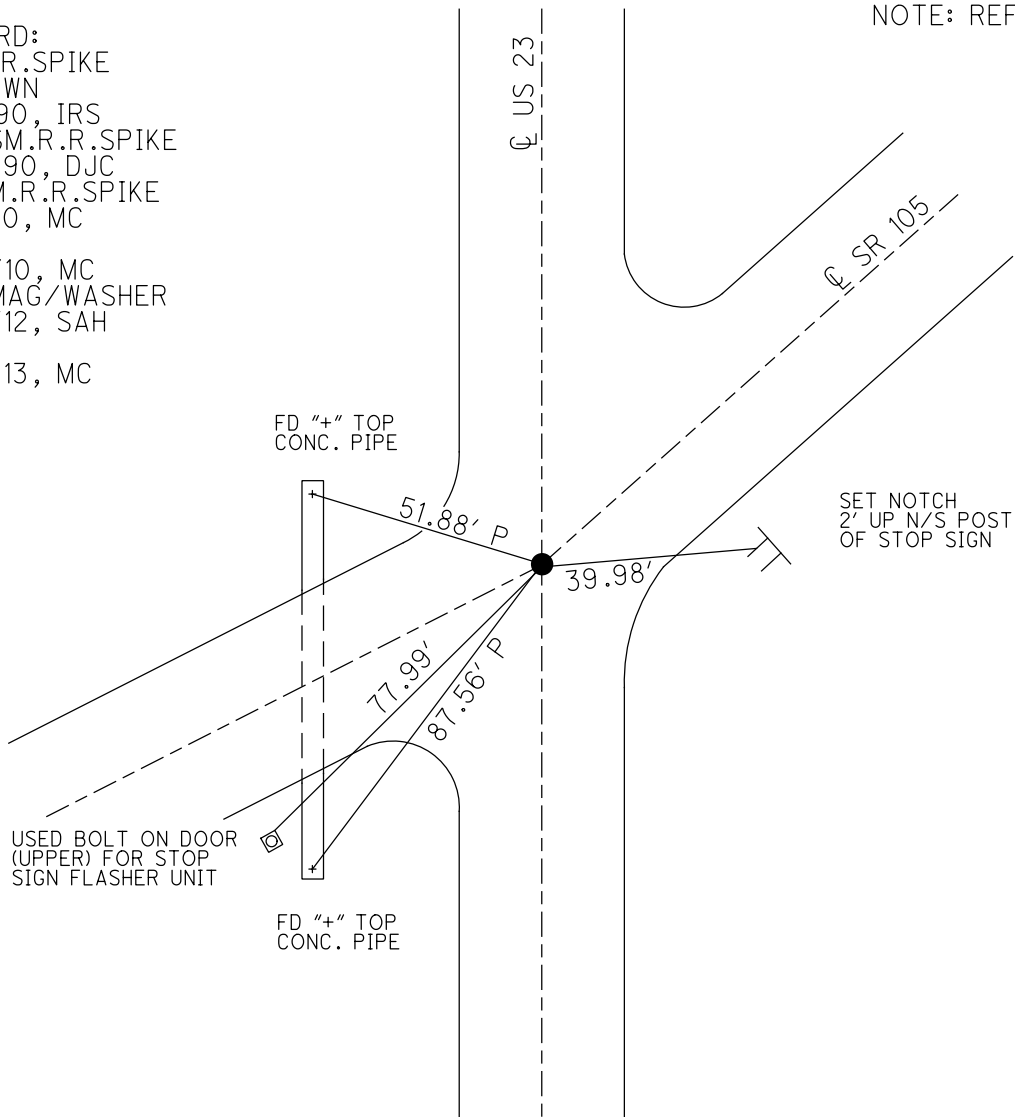 NOTE: REF
RD:
R.SPIKE
WN
90, IRS
SM.R.R.SPIKE
90, DJC
M.R.R.SPIKE
0, MC
/10, MC
MAG/WASHER
/12, SAH
13, MC
℄ US 23
℄ SR 105
FD "+" TOP
CONC. PIPE
51.88' P
SET NOTCH
2' UP N/S POST
OF STOP SIGN
39.98'
77.99'
87.56' P
USED BOLT ON DOOR
(UPPER) FOR STOP
SIGN FLASHER UNIT
FD "+" TOP
CONC. PIPE